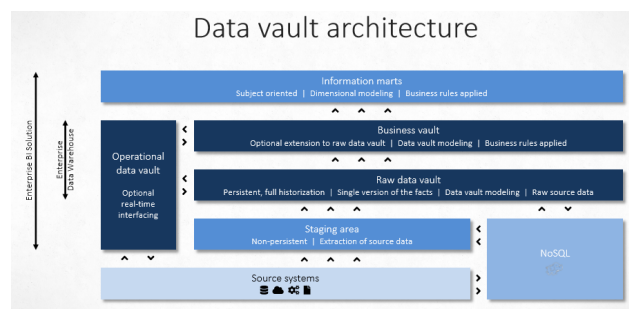 Data vault architecture
Information marts
Subject oriented | Dimensional modeling | Business rules applied
Enterprise BI Solution
Enterprise
Data Warehouse
Operational
data vault
Optional
real-time
interfacing
Business vault
Optional extension to raw data vault | Data vault modeling | Business rules applied
Raw data vault
Persistent, full historization | Single version of the facts | Data vault modeling | Raw source data
Staging area
Non-persistent | Extraction of source data
NoSQL
Source systems